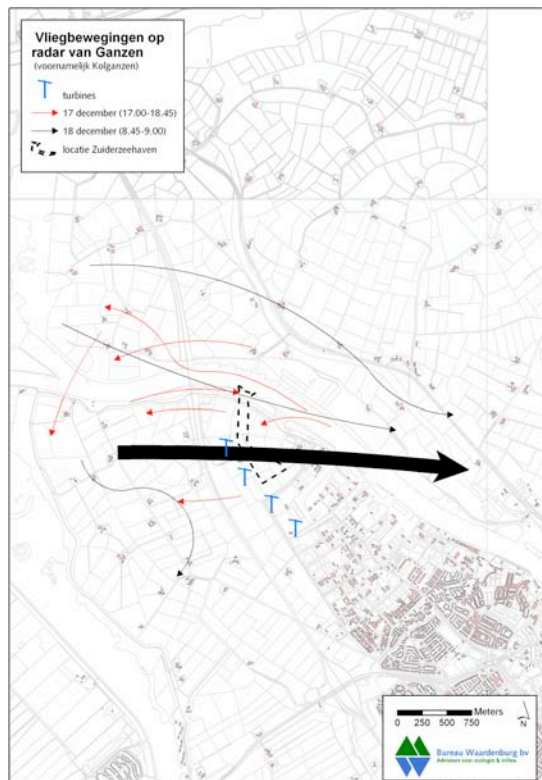 Vliegbewegingen op
radar van Ganzen
(voornamelijk Kolganzen)
turbines
17 december (17.00-18.45)
18 december (8.45-9.00)
locatie Zuiderzeehaven
Meters
0 250 500 750
N
Bureau Waardenburg bv
Adviseurs voor ecologie & milieu